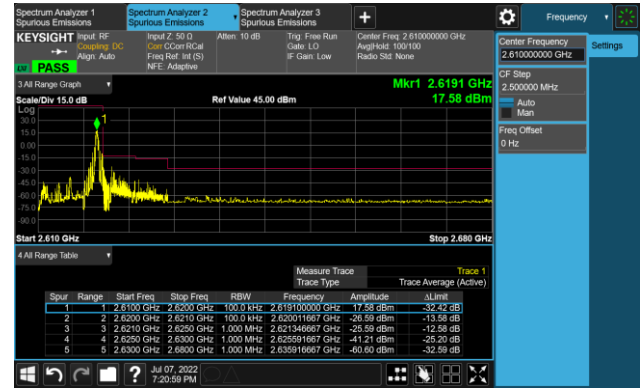 Spectrum Analyzer 1
Spurious Emissions
Spectrum Analyzer 2
Spurious Emissions
Spectrum Analyzer 3
Spurious Emissions
Frequency
KEYSIGHT
Input: RF
Coupling: DC
Align: Auto
Input Z: 50 Ω
Corr CCorr RCal
Freq Ref: Int (S)
NFE: Adaptive
Atten: 10 dB
Trig: Free Run
Gate: LO
IF Gain: Low
Center Freq: 2.610000000 GHz
Avg|Hold: 100/100
Radio Std: None
PASS
Center Frequency
2.610000000 GHz
Settings
CF Step
2.500000 MHz
Auto
Man
Freq Offset
0 Hz
3 All Range Graph
Mkr1 2.6191 GHz
17.58 dBm
Scale/Div 15.0 dB
Ref Value 45.00 dBm
Log
30.0
15.0
0.00
-15.0
-30.0
-45.0
-60.0
-75.0
-90.0
1
Start 2.610 GHz
Stop 2.680 GHz
4 All Range Table
Measure Trace Trace 1
Trace Type Trace Average (Active)
Spur Range Start Freq Stop Freq RBW Frequency Amplitude ΔLimit
1 1 2.6100 GHz 2.6200 GHz 100.0 kHz 2.619100000 GHz 17.58 dBm -32.42 dB
2 2 2.6200 GHz 2.6210 GHz 100.0 kHz 2.620011667 GHz -26.59 dBm -13.58 dB
3 3 2.6210 GHz 2.6250 GHz 1.000 MHz 2.621346667 GHz -25.59 dBm -12.58 dB
4 4 2.6250 GHz 2.6300 GHz 1.000 MHz 2.625591667 GHz -41.21 dBm -25.20 dB
5 5 2.6300 GHz 2.6800 GHz 1.000 MHz 2.635916667 GHz -60.60 dBm -32.59 dB
Jul 07, 2022
7:20:59 PM